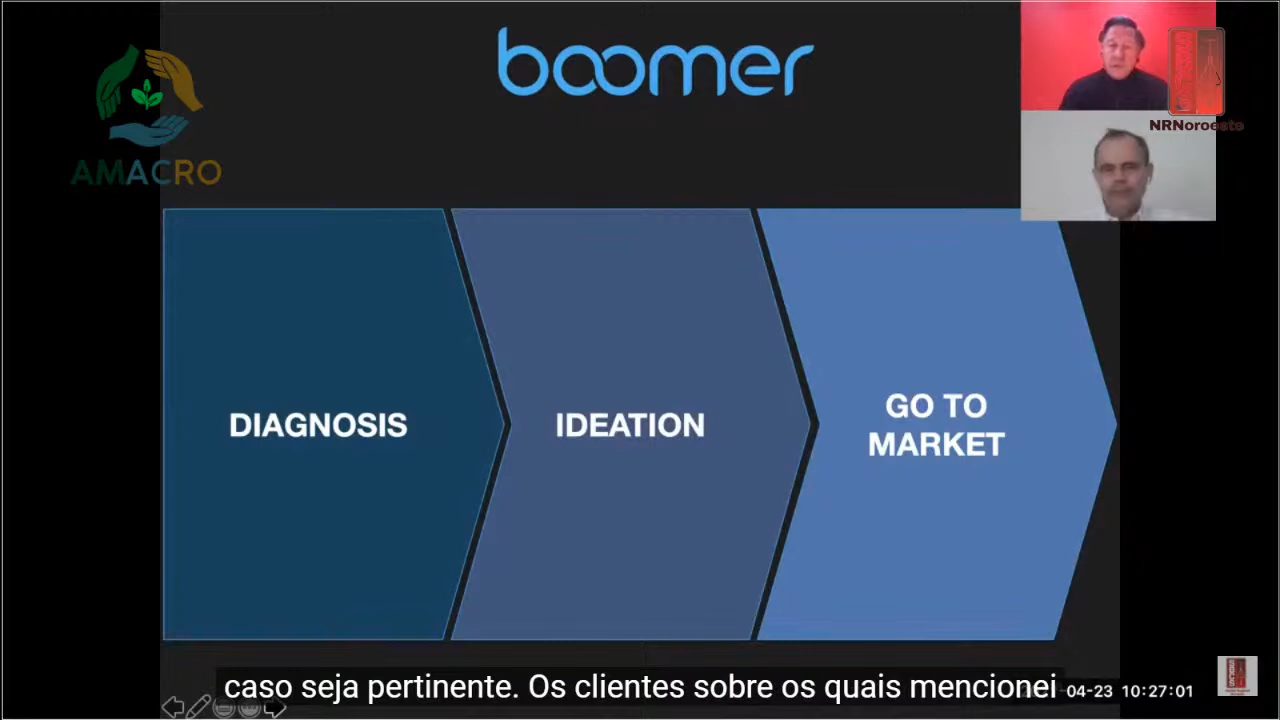 boomer
AMACRO
NRNoroeste
DIAGNOSIS
IDEATION
GO TO
MARKET
caso seja pertinente. Os clientes sobre os quais mencionei
-04-23 10:27:01